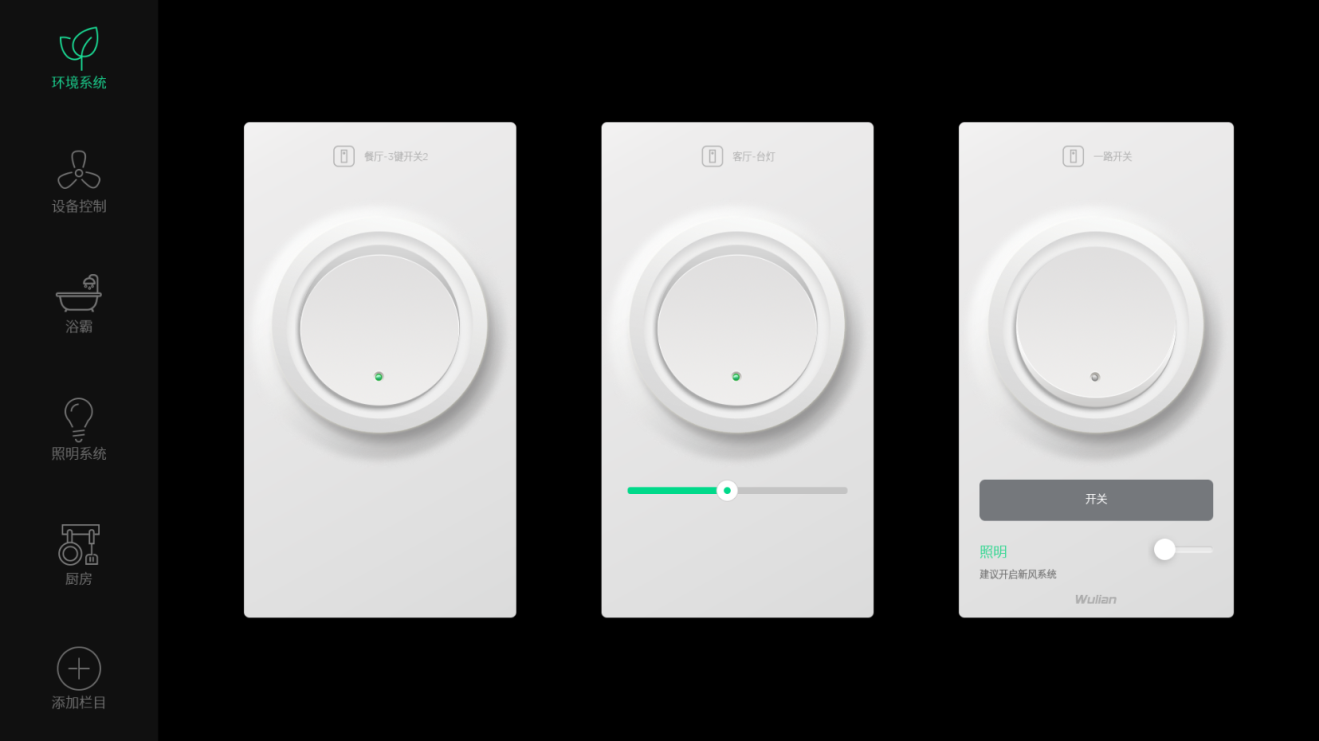 环境系统
设备控制
浴霸
照明系统
厨房
添加栏目
餐厅-3键开关2
客厅-台灯
一路开关
开关
照明
建议开启新风系统
Wulian